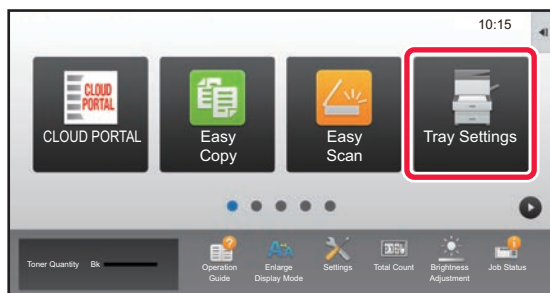 10:15
CLOUD
PORTAL
CLOUD PORTAL
Easy
Copy
Easy
Scan
Tray Settings
Toner Quantity Bk
Operation
Guide
Enlarge
Display Mode
Settings
Total Count
Brightness
Adjustment
Job Status